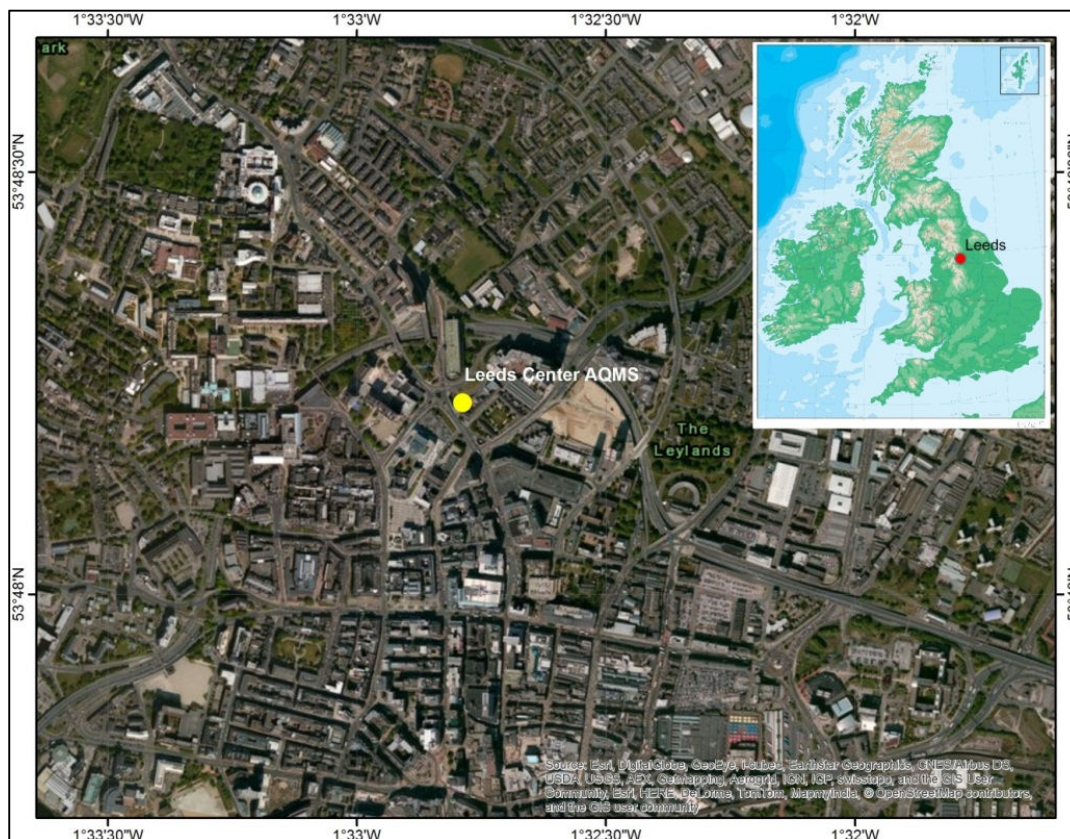 1°33'30"W
1°33'W
1°32'30"W
1°32'W
ark
53°48'30"N
Leeds
Leeds Center AQMS
The
Leylands
53°48'N
Source: Esri, DigitalGlobe, GeoEye, i-cubed, Earthstar Geographics, CNES/Airbus DS,
USDA, USGS, AEX, Getmapping, Aerogrid, IGN, IGP, swisstopo, and the GIS User
Community, Esri, HERE, DeLorme, TomTom, MapmyIndia, © OpenStreetMap contributors,
and the GIS user community
1°33'30"W
1°33'W
1°32'30"W
1°32'W